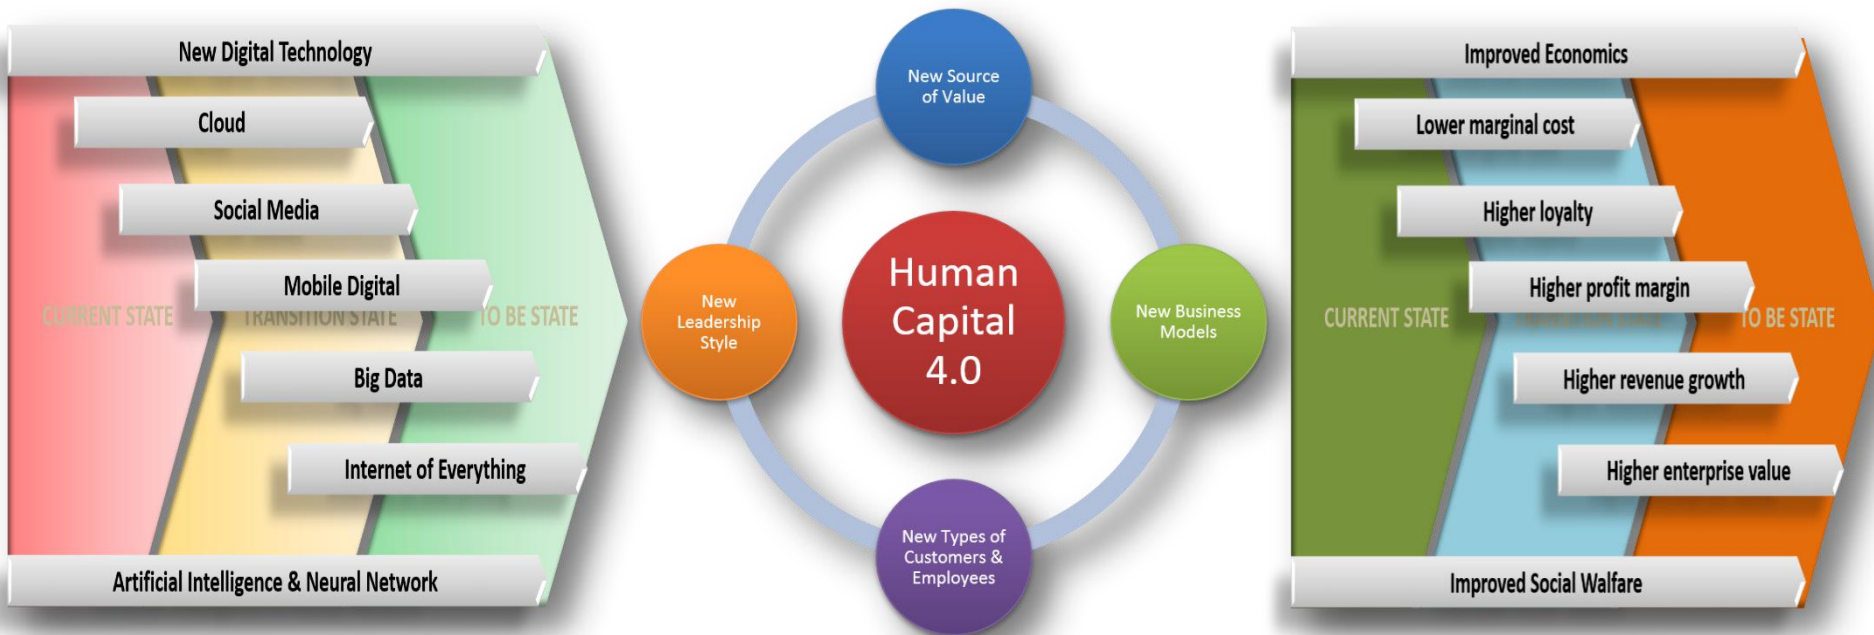 New Digital Technology
Cloud
Social Media
Mobile Digital
CURRENT STATE
TRANSITION STATE
TO BE STATE
Big Data
Internet of Everything
Artificial Intelligence & Neural Network
New Source
of Value
New
Leadership
Style
Human
Capital
4.0
New Business
Models
New Types of
Customers &
Employees
Improved Economics
Lower marginal cost
Higher loyalty
Higher profit margin
CURRENT STATE
TO BE STATE
Higher revenue growth
Higher enterprise value
Improved Social Walfare